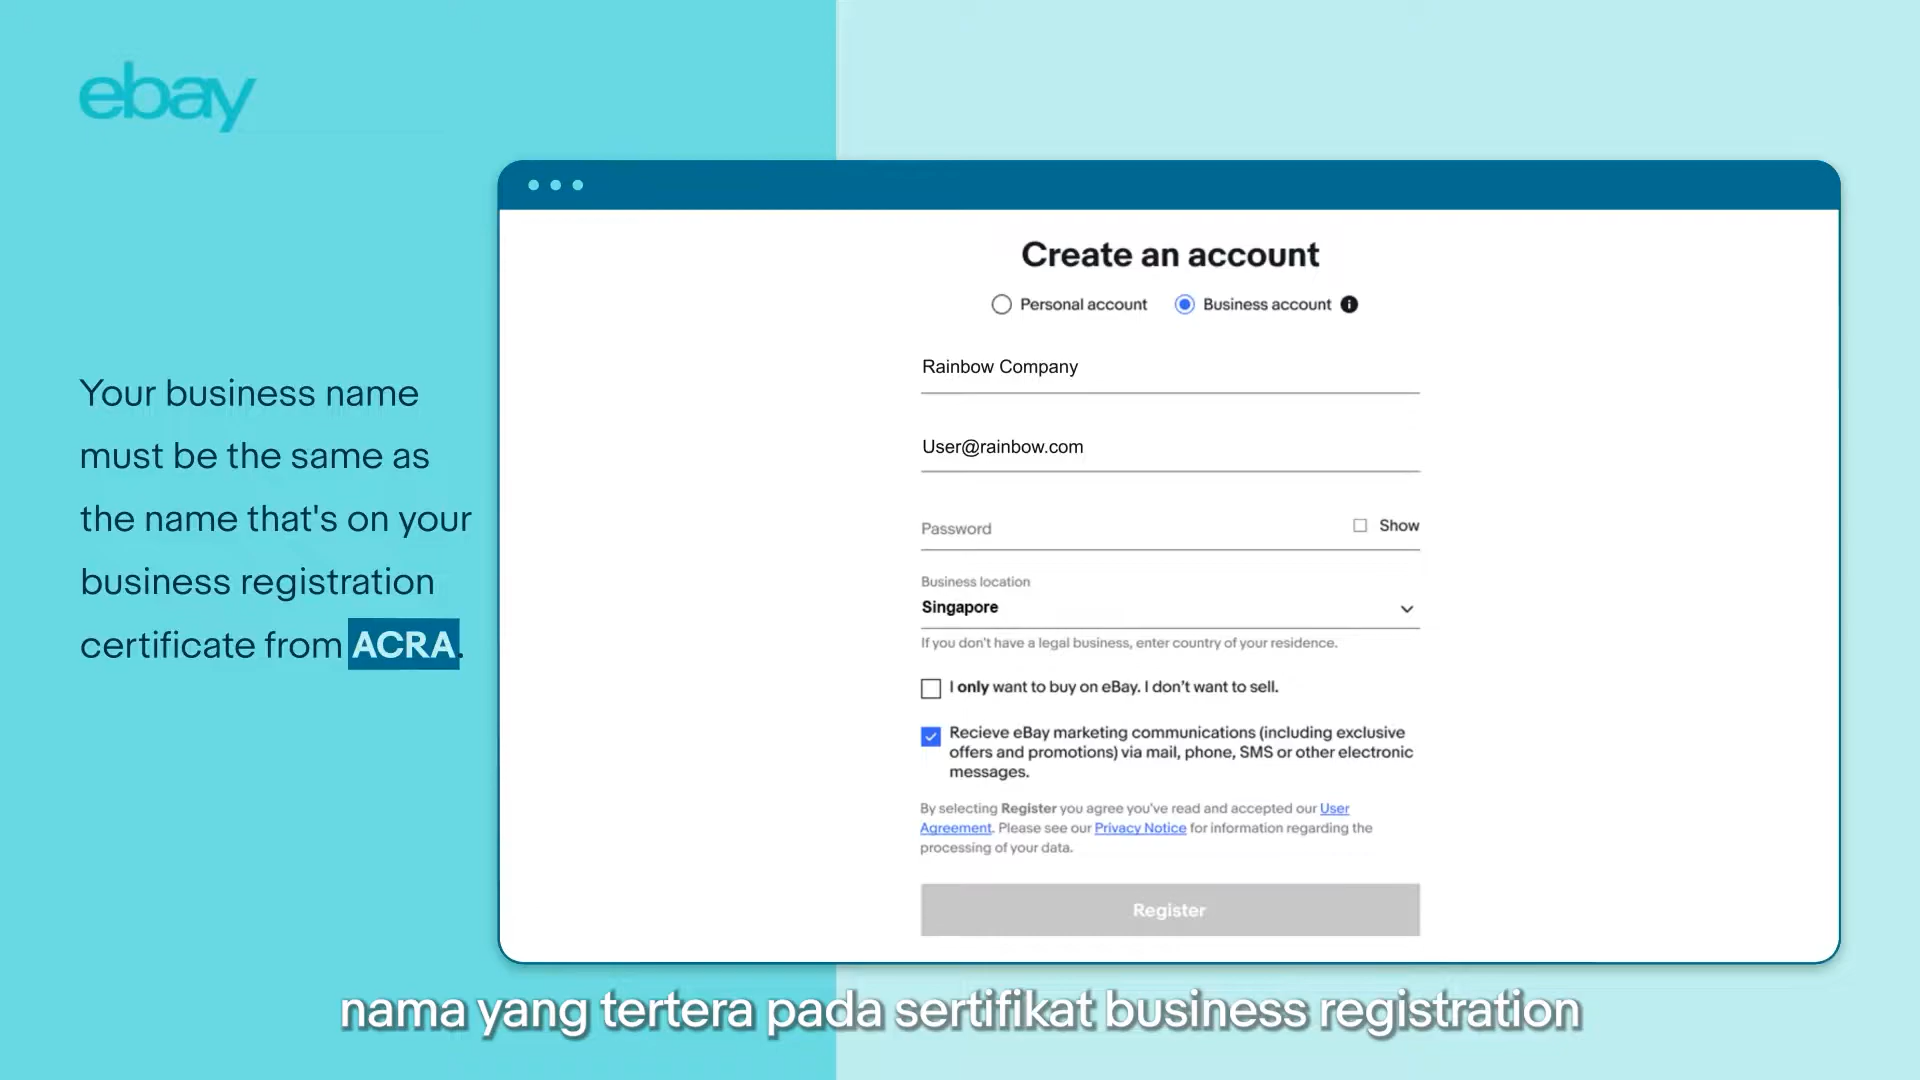 ebay
Your business name
must be the same as
the name that's on your
business registration
certificate from ACRA.
Create an account
Personal account Business account
Rainbow Company
User@rainbow.com
Password Show
Business location
Singapore
If you don't have a legal business, enter country of your residence.
I only want to buy on eBay. I don't want to sell.
Recieve eBay marketing communications (including exclusive
offers and promotions) via mail, phone, SMS or other electronic
messages.
By selecting Register you agree you've read and accepted our User
Agreement. Please see our Privacy Notice for information regarding the
processing of your data.
Register
nama yang tertera pada sertifikat business registration